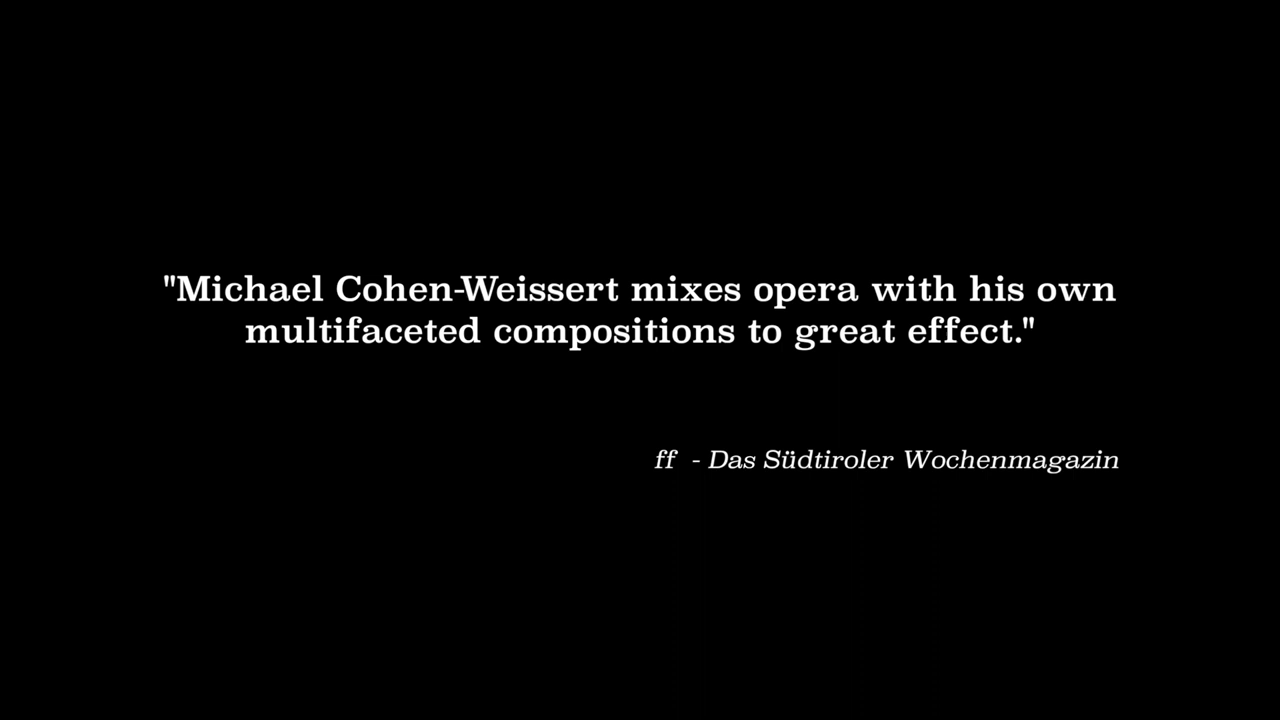 "Michael Cohen-Weissert mixes opera with his own
multifaceted compositions to great effect."
ff - Das Südtiroler Wochenmagazin